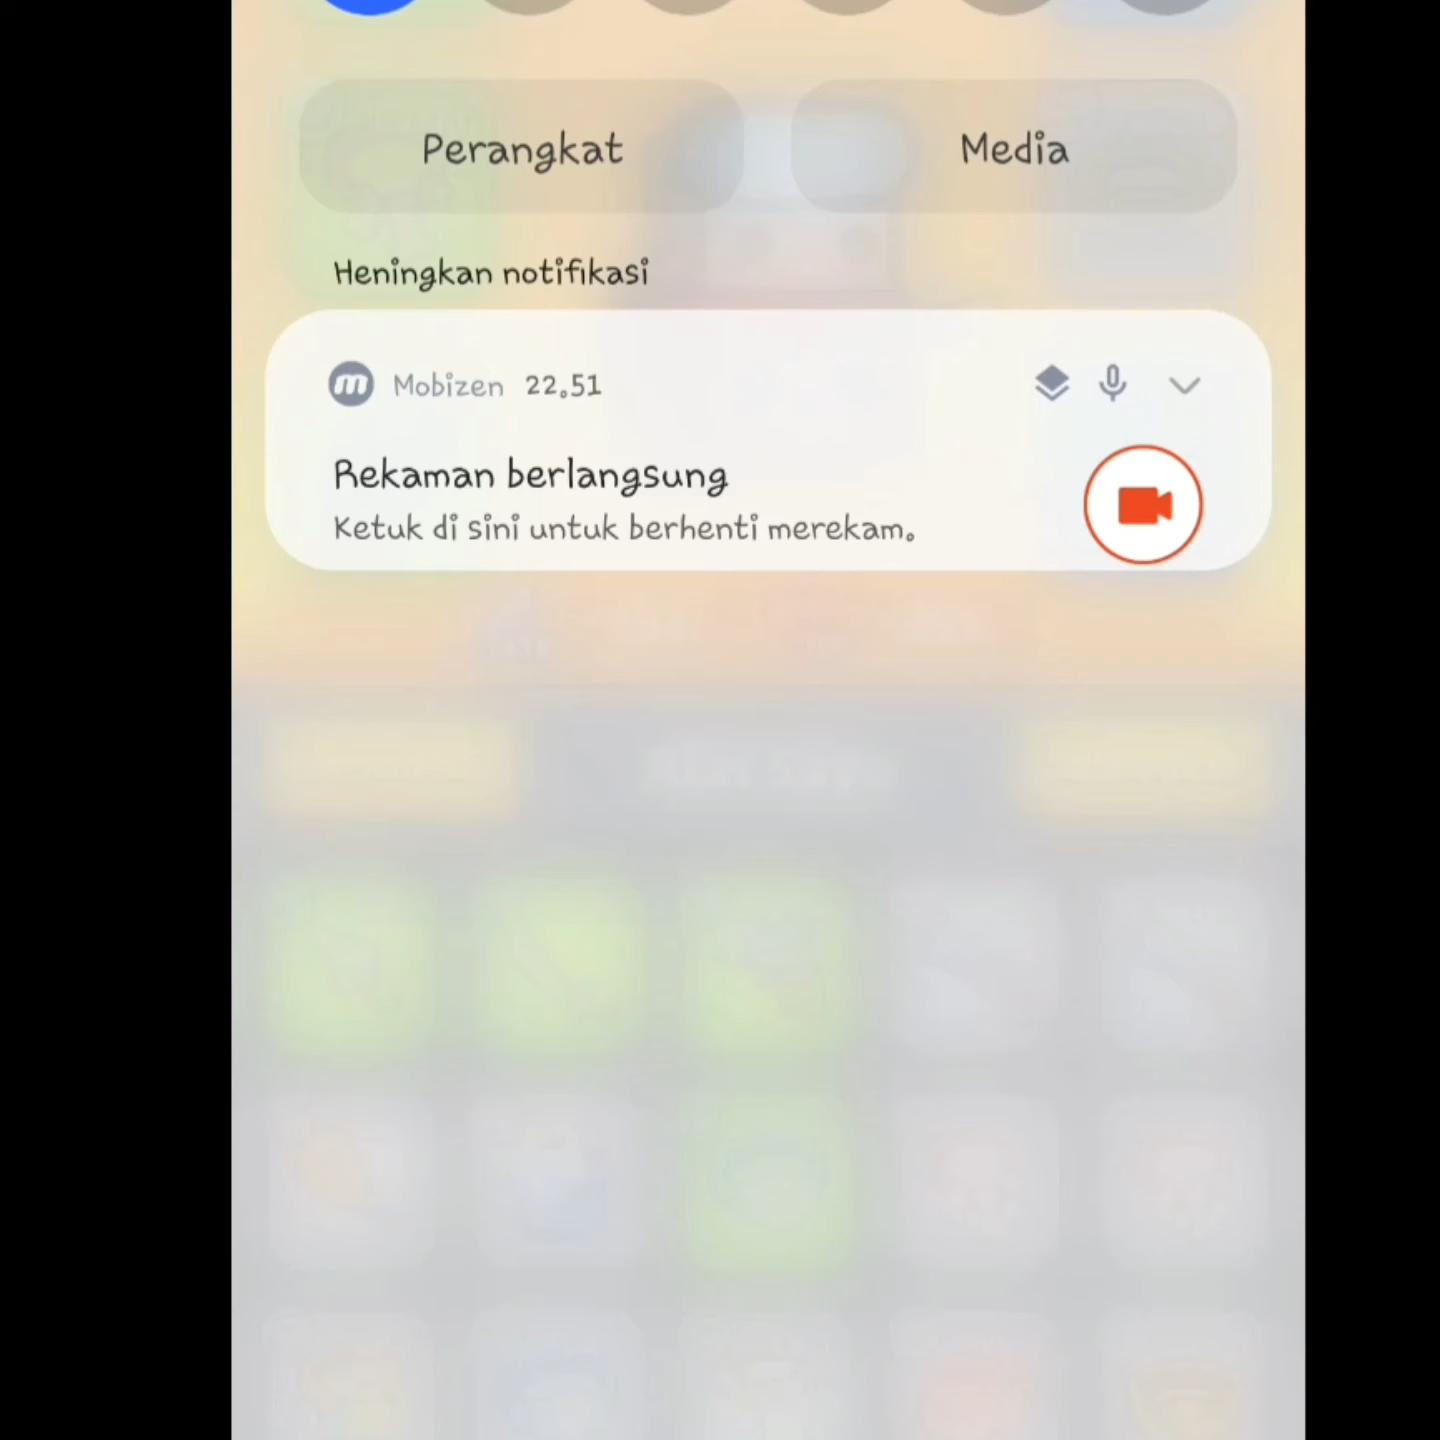 Perangkat
Media
Heningkan notifikasi
Mobizen 22.51
Rekaman berlangsung
Ketuk di sini untuk berhenti merekam.